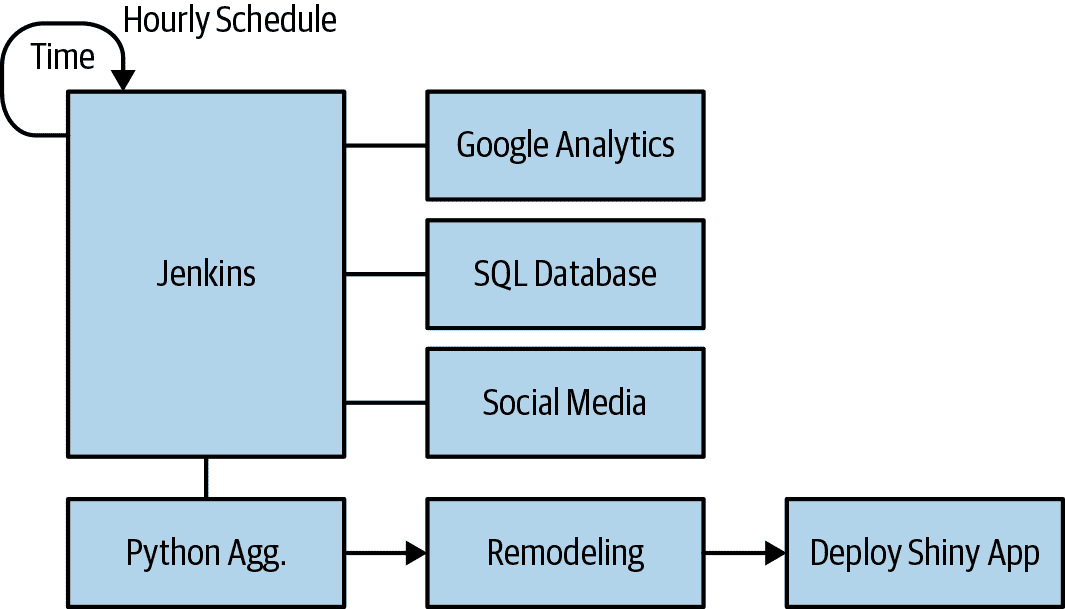 Hourly Schedule
Time
Jenkins
Google Analytics
SQL Database
Social Media
Python Agg.
Remodeling
Deploy Shiny App